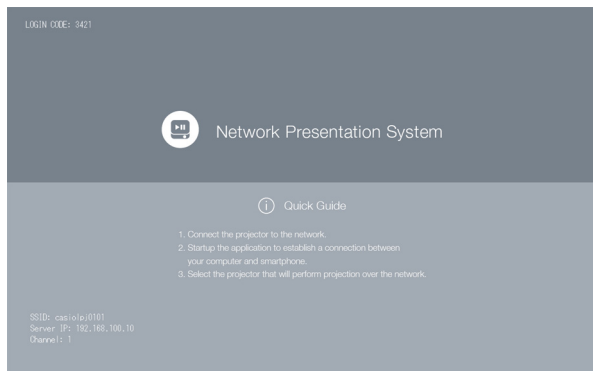 LOGIN CODE: 3421
Network Presentation System
Quick Guide
1. Connect the projector to the network.
2. Startup the application to establish a connection between
your computer and smartphone.
3. Select the projector that will perform projection over the network.
SSID: casiolpj0101
Server IP: 192.168.100.10
Channel: 1